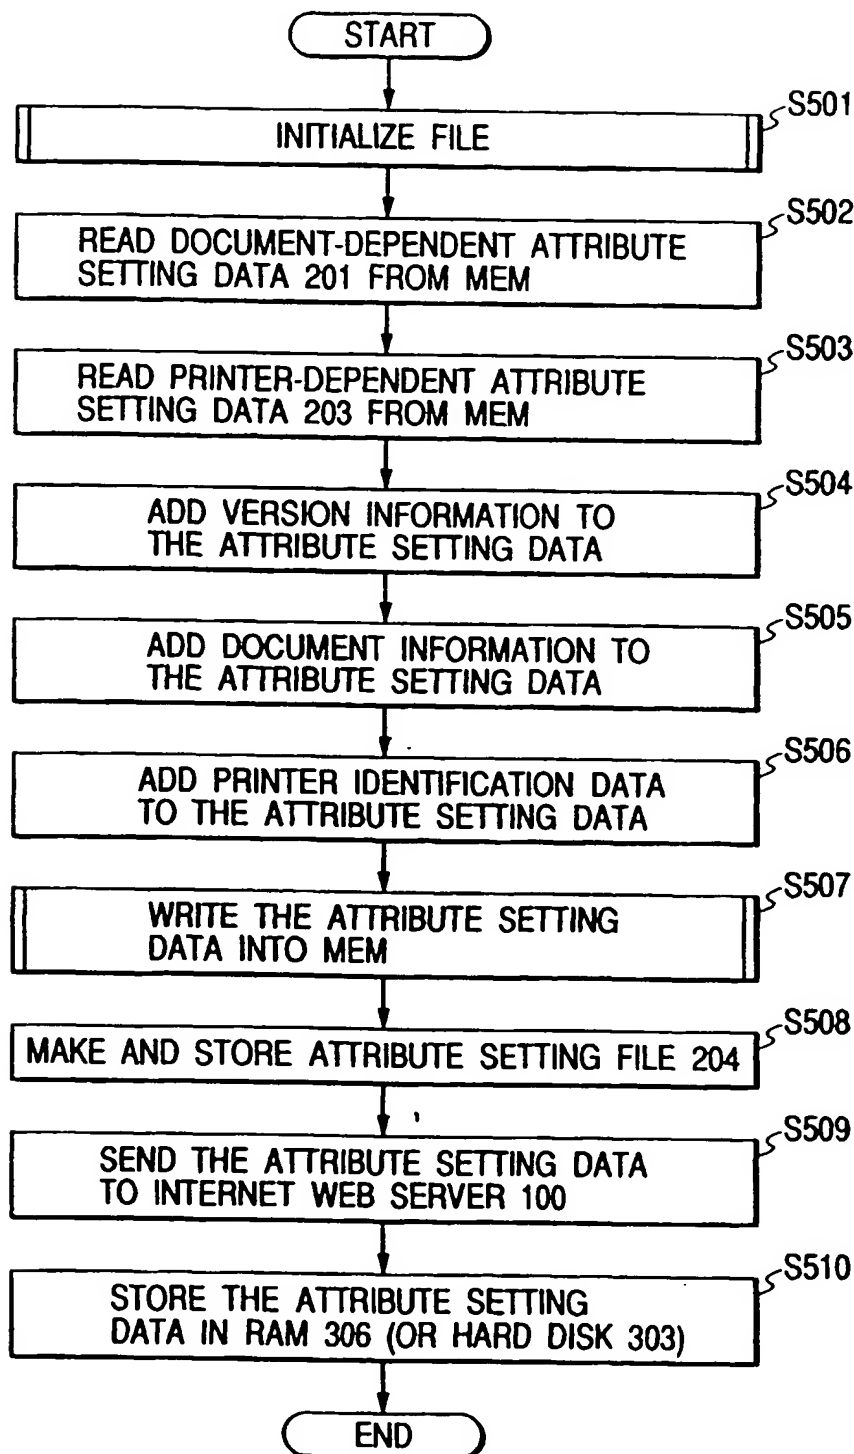 START
S501
INITIALIZE FILE
S502
READ DOCUMENT-DEPENDENT ATTRIBUTE
SETTING DATA 201 FROM MEM
S503
READ PRINTER-DEPENDENT ATTRIBUTE
SETTING DATA 203 FROM MEM
S504
ADD VERSION INFORMATION TO
THE ATTRIBUTE SETTING DATA
S505
ADD DOCUMENT INFORMATION TO
THE ATTRIBUTE SETTING DATA
S506
ADD PRINTER IDENTIFICATION DATA
TO THE ATTRIBUTE SETTING DATA
S507
WRITE THE ATTRIBUTE SETTING
DATA INTO MEM
S508
MAKE AND STORE ATTRIBUTE SETTING FILE 204
S509
SEND THE ATTRIBUTE SETTING DATA
TO INTERNET WEB SERVER 100
S510
STORE THE ATTRIBUTE SETTING
DATA IN RAM 306 (OR HARD DISK 303)
END